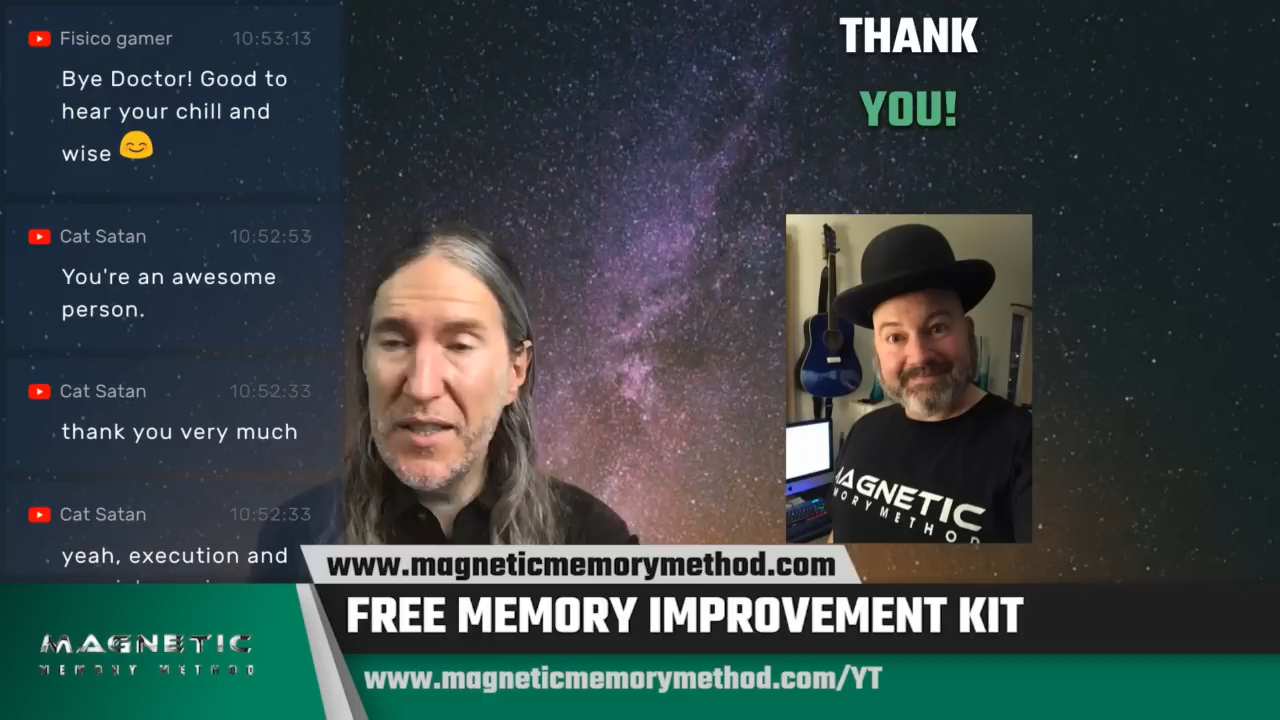 Fisico gamer 10:53:13
Bye Doctor! Good to
hear your chill and
wise 😊
Cat Satan 10:52:53
You're an awesome
person.
Cat Satan 10:52:33
thank you very much
Cat Satan 10:52:33
yeah, execution and
THANK
YOU!
MAGNETIC
MORY METHOD
www.magneticmemorymethod.com
FREE MEMORY IMPROVEMENT KIT
www.magneticmemorymethod.com/YT
MAGNETIC
MEMORY METHOD